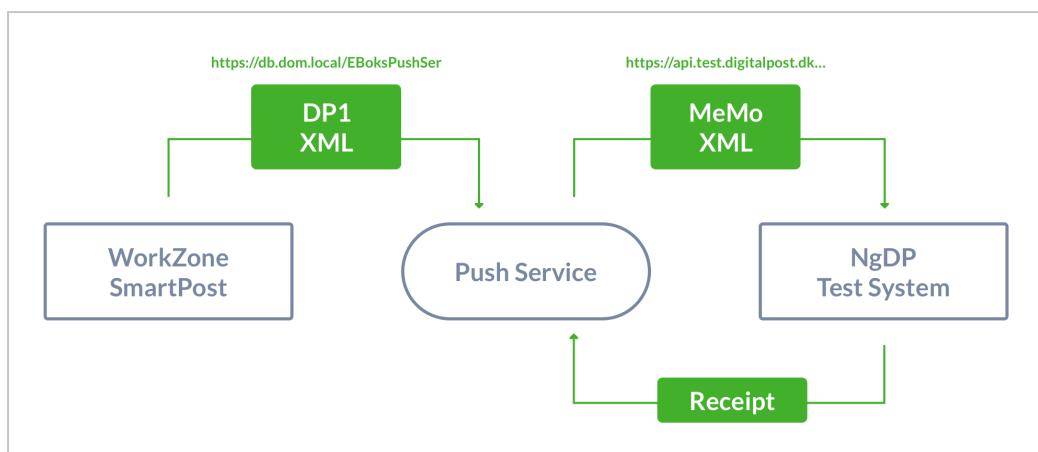 https://db.dom.local/EBoksPushSer
https://api.test.digitalpost.dk...
DP1
XML
MeMo
XML
WorkZone
SmartPost
Push Service
NgDP
Test System
Receipt